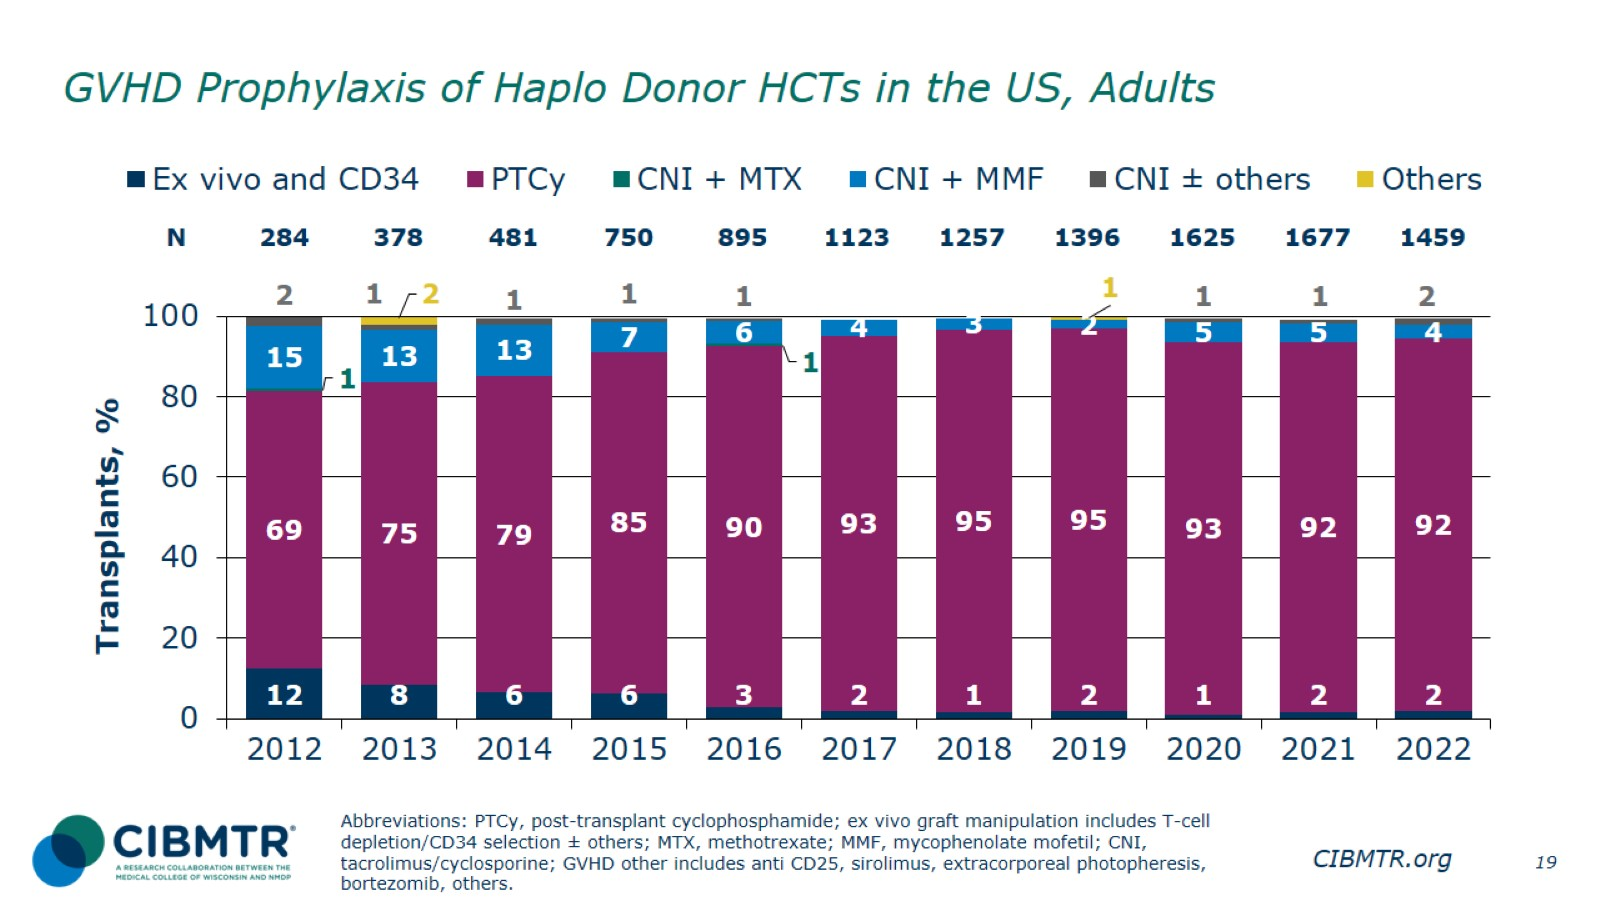 GVHD Prophylaxis of Haplo Donor HCTs in the US, Adults
Ex vivo and CD34 PTCy CNI + MTX CNI + MMF CNI ± others Others
N 284 378 481 750 895 1123 1257 1396 1625 1677 1459
2 1 2 1 1 1 1 1 1 2
100
15 13 13 7 6 4 3 2 5 5 4
1 1
80
60
69 75 79 85 90 93 95 95 93 92 92
40
20
12 8 6 6 3 2 1 2 1 2 2
0
Transplants, %
2012 2013 2014 2015 2016 2017 2018 2019 2020 2021 2022
CIBMTR®
A RESEARCH COLLABORATION BETWEEN THE
MEDICAL COLLEGE OF WISCONSIN AND NMDP
Abbreviations: PTCy, post-transplant cyclophosphamide; ex vivo graft manipulation includes T-cell
depletion/CD34 selection ± others; MTX, methotrexate; MMF, mycophenolate mofetil; CNI,
tacrolimus/cyclosporine; GVHD other includes anti CD25, sirolimus, extracorporeal photopheresis,
bortezomib, others.
CIBMTR.org
19